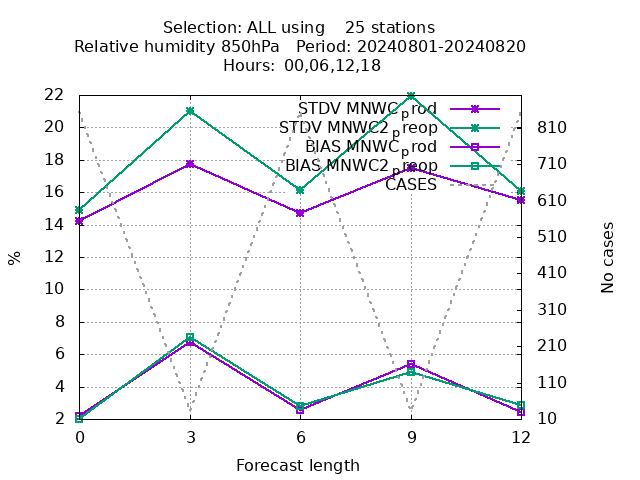 Selection: ALL using    25 stations
Relative humidity 850hPa   Period: 20240801-20240820
Hours: 00,06,12,18
STDV MNWC_prod
STDV MNWC2_preop
BIAS MNWC_prod
BIAS MNWC2_preop
CASES
22
20
18
16
14
12
10
8
6
4
2
%
810
710
610
510
410
310
210
110
10
No cases
0 3 6 9 12
Forecast length